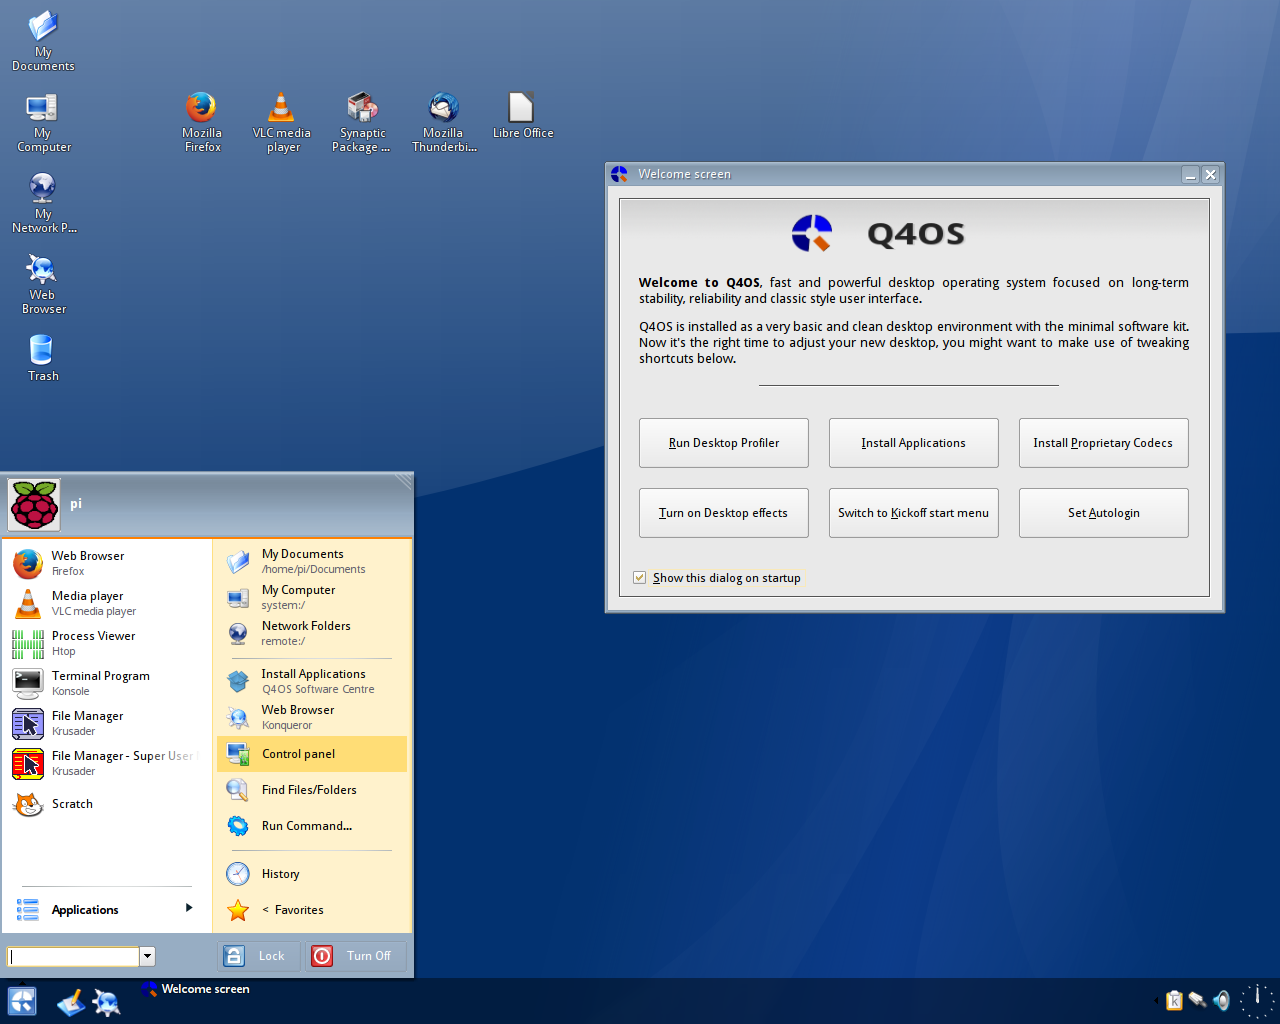 My
Documents
My
Computer
Mozilla
Firefox
VLC media
player
Synaptic
Package ...
Mozilla
Thunderbi...
Libre Office
My
Network P...
Web
Browser
Trash
Welcome screen
Q4OS
Welcome to Q4OS, fast and powerful desktop operating system focused on long-term
stability, reliability and classic style user interface.
Q4OS is installed as a very basic and clean desktop environment with the minimal software kit.
Now it's the right time to adjust your new desktop, you might want to make use of tweaking
shortcuts below.
Run Desktop Profiler
Install Applications
Install Proprietary Codecs
Turn on Desktop effects
Switch to Kickoff start menu
Set Autologin
Show this dialog on startup
pi
Web Browser
Firefox
Media player
VLC media player
Process Viewer
Htop
Terminal Program
Konsole
File Manager
Krusader
File Manager - Super User
Krusader
Scratch
Applications
My Documents
/home/pi/Documents
My Computer
system:/
Network Folders
remote:/
Install Applications
Q4OS Software Centre
Web Browser
Konqueror
Control panel
Find Files/Folders
Run Command...
History
< Favorites
Lock
Turn Off
Welcome screen